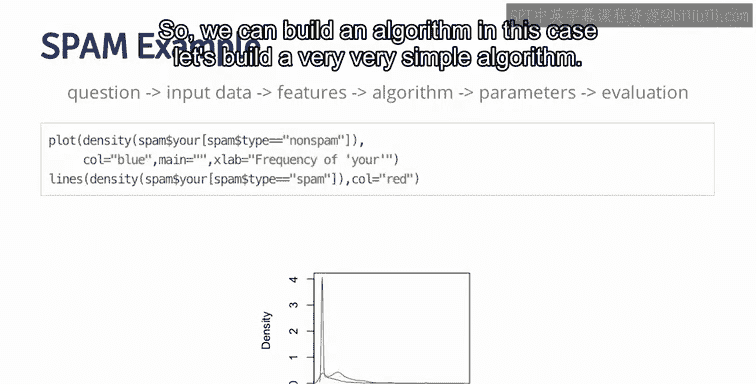 So, we can build an algorithm in this case
let's build a very very simple algorithm.
SPAM Example
question -> input data -> features -> algorithm -> parameters -> evaluation
plot(density(spam$your[spam$type=="nonspam"]),
col="blue",main="",xlab="Frequency of 'your'")
lines(density(spam$your[spam$type=="spam"]),col="red")
Density
4
3
2
1
0